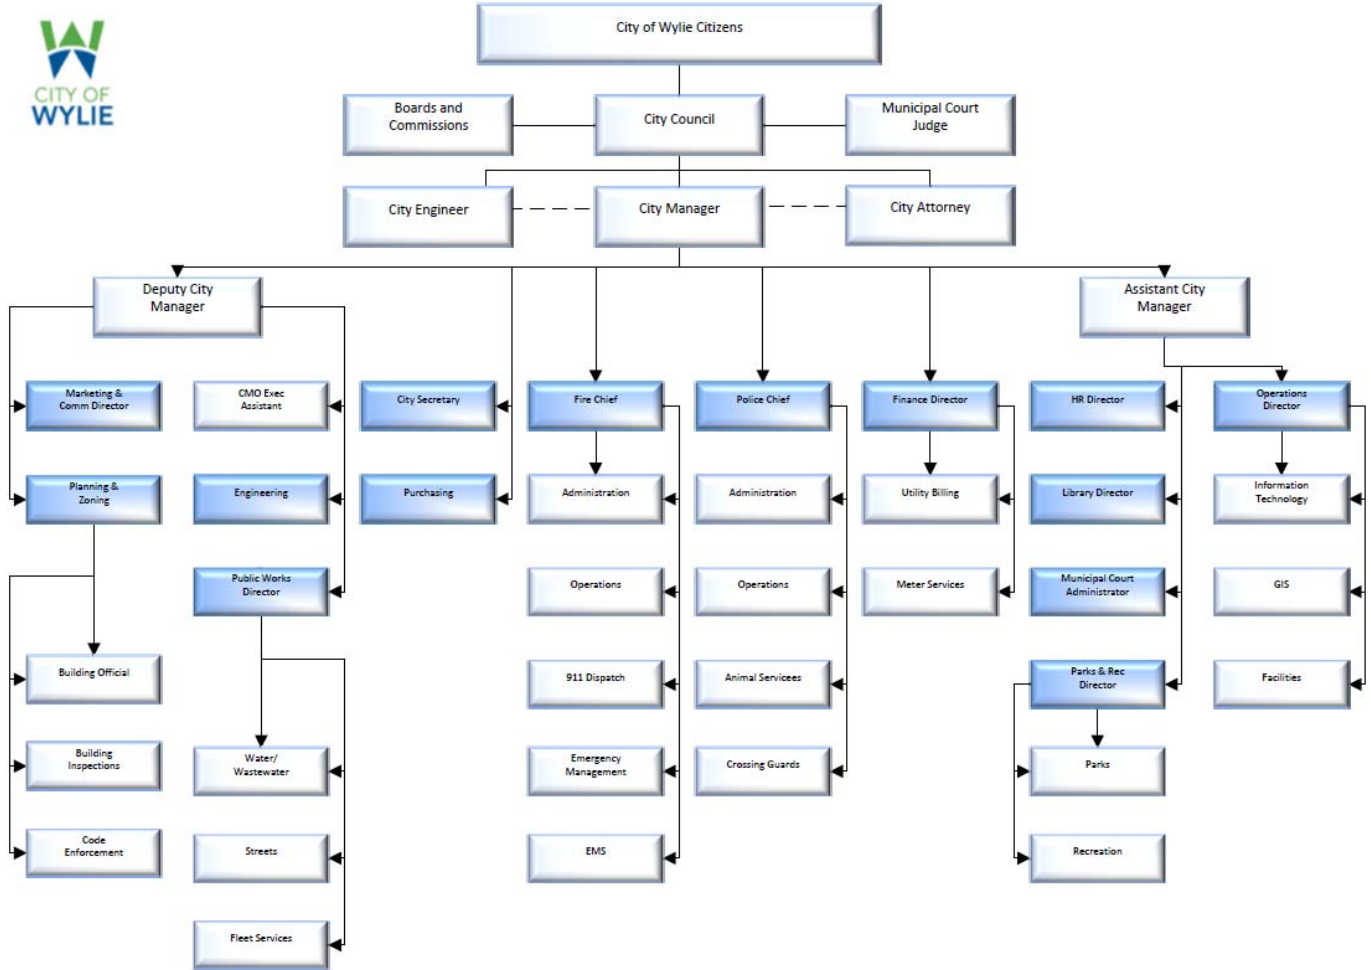 CITY OF
WYLIE
City of Wylie Citizens
Boards and
Commissions
City Council
Municipal Court
Judge
City Engineer
City Manager
City Attorney
Deputy City
Manager
Assistant City
Manager
Marketing &
Comm Director
CMO Exec
Assistant
City Secretary
Fire Chief
Police Chief
Finance Director
HR Director
Operations
Director
Planning &
Zoning
Engineering
Purchasing
Administration
Administration
Utility Billing
Library Director
Information
Technology
Public Works
Director
Operations
Operations
Meter Services
Municipal Court
Administrator
GIS
Building Official
911 Dispatch
Animal Servicees
Parks & Rec
Director
Facilities
Building
Inspections
Water/
Wastewater
Emergency
Management
Crossing Guards
Parks
Code
Enforcement
Streets
EMS
Recreation
Fleet Services